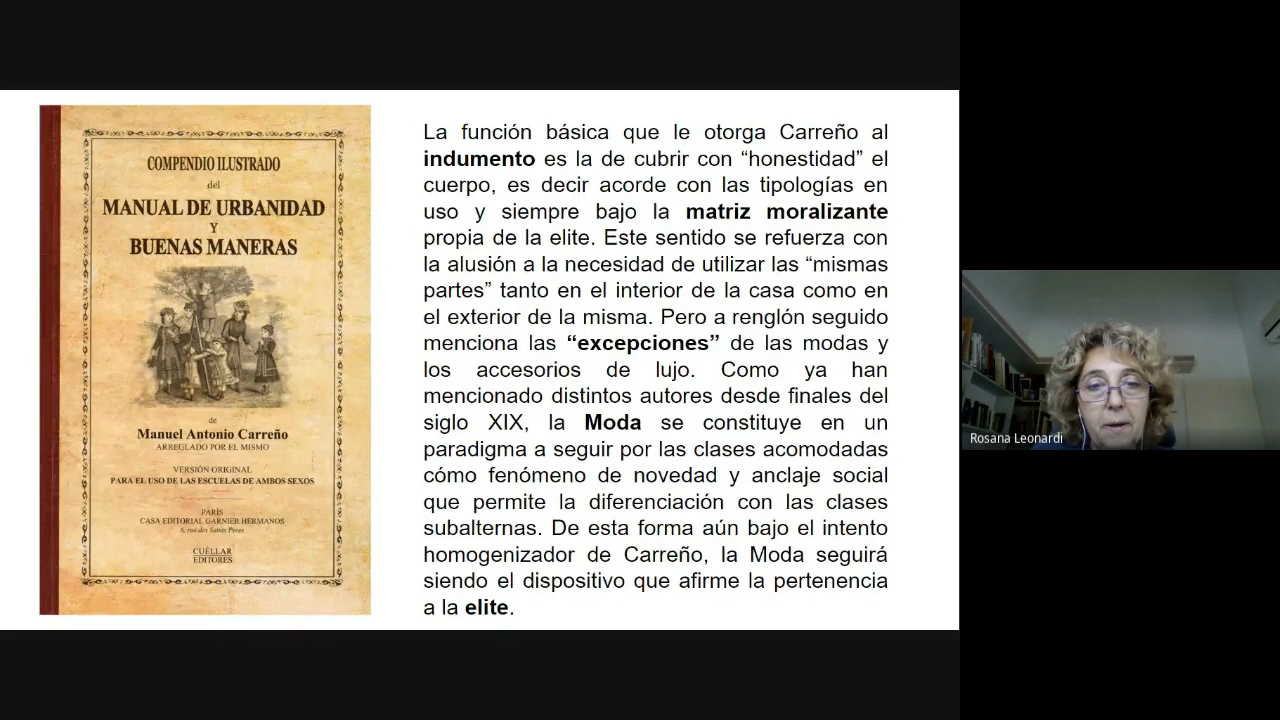 COMPENDIO ILUSTRADO
del
MANUAL DE URBANIDAD
Y
BUENAS MANERAS
de
Manuel Antonio Carreño
ARREGLADO POR EL MISMO
VERSIÓN ORIGINAL
PARA EL USO DE LAS ESCUELAS DE AMBOS SEXOS
PARÍS
CASA EDITORIAL GARNIER HERMANOS
6, rue des Saints Peres
CUÉLLAR
EDITORES
La función básica que le otorga Carreño al
indumento es la de cubrir con “honestidad” el
cuerpo, es decir acorde con las tipologías en
uso y siempre bajo la matriz moralizante
propia de la elite. Este sentido se refuerza con
la alusión a la necesidad de utilizar las “mismas
partes” tanto en el interior de la casa como en
el exterior de la misma. Pero a renglón seguido
menciona las “excepciones” de las modas y
los accesorios de lujo. Como ya han
mencionado distintos autores desde finales del
siglo XIX, la Moda se constituye en un
paradigma a seguir por las clases acomodadas
cómo fenómeno de novedad y anclaje social
que permite la diferenciación con las clases
subalternas. De esta forma aún bajo el intento
homogenizador de Carreño, la Moda seguirá
siendo el dispositivo que afirme la pertenencia
a la elite.
Rosana Leonardi